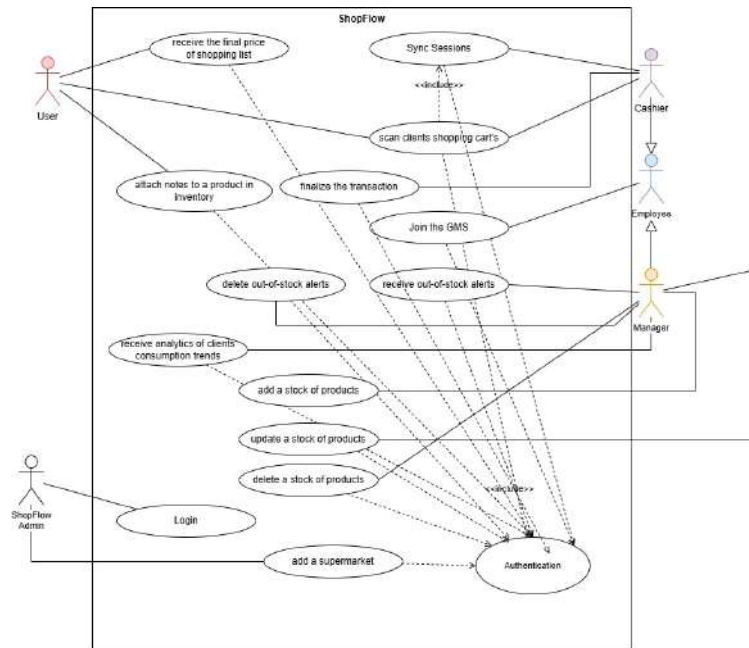 ShopFlow
receive the final price
of shopping list
Sync Sessions
<<include>>
User
Cashier
scan clients shopping cart's
attach notes to a product in
inventory
finalize the transaction
Employee
Join the GMS
delete out-of-stock alerts
receive out-of-stock alerts
Manager
receive analytics of clients
consumption trends
add a stock of products
update a stock of products
delete a stock of products
<<include>>
ShopFlow
Admin
Login
add a supermarket
Authentication